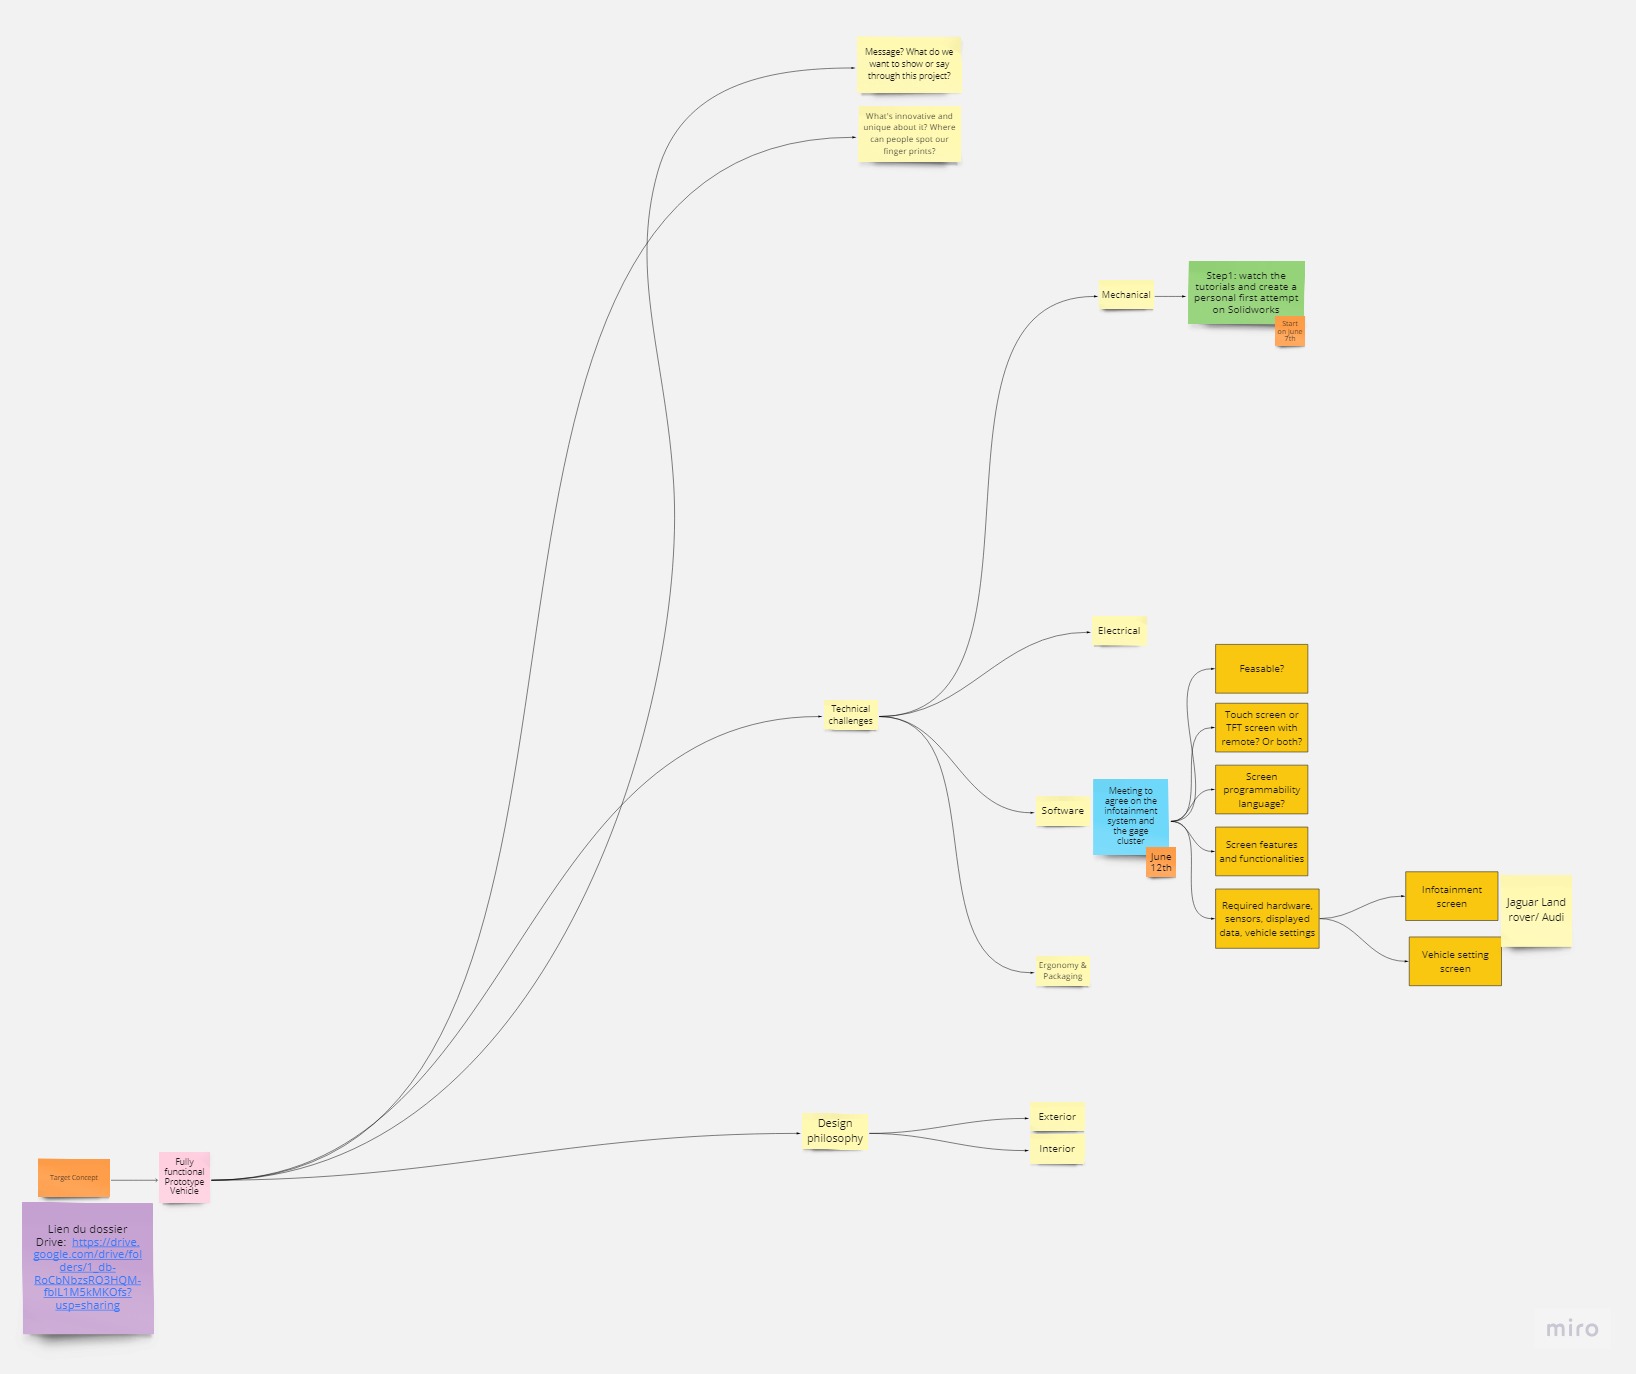 Message? What do we
want to show or say
through this project?
What's innovative and
unique about it? Where
can people spot our
finger prints?
Mechanical
Step1: watch the
tutorials and create a
personal first attempt
on Solidworks
Start
on June
7th
Electrical
Technical
challenges
Feasable?
Touch screen or
TFT screen with
remote? Or both?
Screen
programmability
language?
Software
Meeting to
agree on the
infotainment
system and
the gage
cluster
June
12th
Screen features
and functionalities
Required hardware,
sensors, displayed
data, vehicle settings
Infotainment
screen
Jaguar Land
rover/ Audi
Vehicle setting
screen
Ergonomy &
Packaging
Design
philosophy
Exterior
Interior
Target Concept
Fully
functional
Prototype
Vehicle
Lien du dossier
Drive: https://drive.
google.com/drive/fol
ders/1_db-
RoCbNbzsRO3HQM-
fblL1M5kMKOfs?
usp=sharing
miro